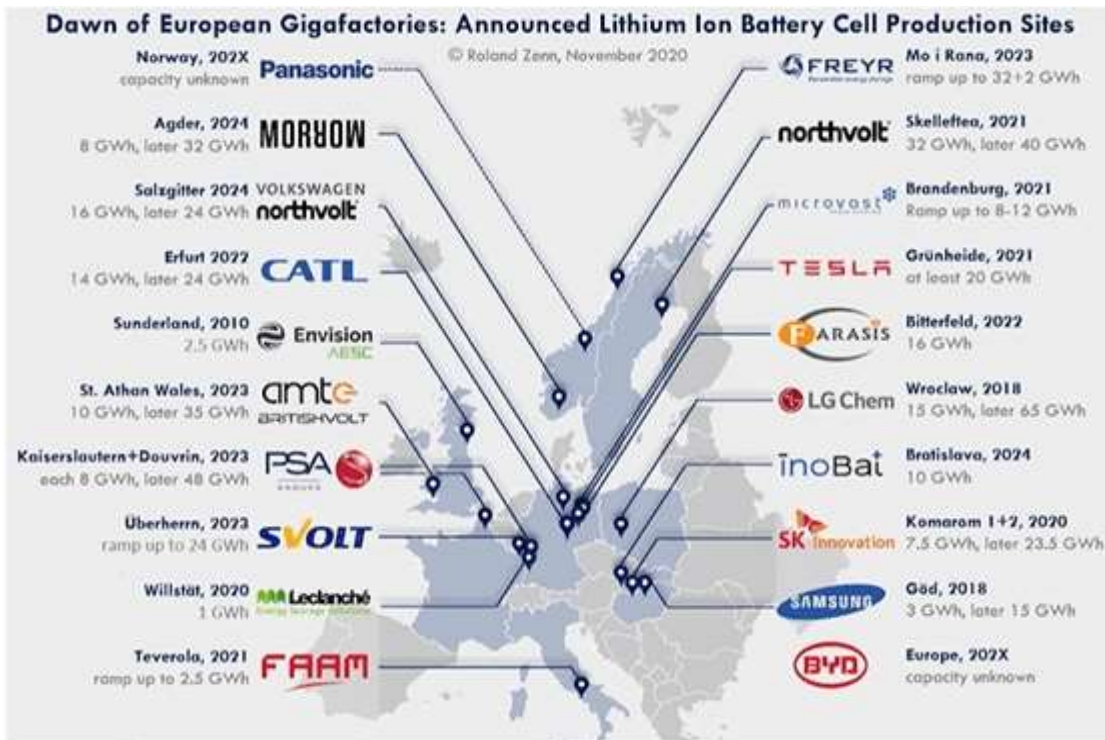 Dawn of European Gigafactories: Announced Lithium Ion Battery Cell Production Sites
© Roland Zenn, November 2020
Norway, 202X
capacity unknown
Panasonic
Agder, 2024
8 GWh, later 32 GWh
MORROW
Salzgitter 2024
16 GWh, later 24 GWh
VOLKSWAGEN
northvolt
Erfurt 2022
14 GWh, later 24 GWh
CATL
Sunderland, 2010
2.5 GWh
Envision
AESC
St. Athan Wales, 2023
10 GWh, later 35 GWh
amte
BRITISHVOLT
Kaiserslautern+Douvrin, 2023
each 8 GWh, later 48 GWh
PSA
Überherrn, 2023
ramp up to 24 GWh
SVOLT
Willstät, 2020
1 GWh
Leclanché
Energy Storage Solutions
Teverola, 2021
ramp up to 2.5 GWh
FAAM
FREYR
Mo i Rana, 2023
ramp up to 32+2 GWh
northvolt
Skelleftea, 2021
32 GWh, later 40 GWh
microvast
Brandenburg, 2021
Ramp up to 8-12 GWh
TESLA
Grünheide, 2021
at least 20 GWh
FARASIS
Bitterfeld, 2022
16 GWh
LG Chem
Wroclaw, 2018
15 GWh, later 65 GWh
inoBat
Bratislava, 2024
10 GWh
SK innovation
Komarom 1+2, 2020
7.5 GWh, later 23.5 GWh
SAMSUNG
Göd, 2018
3 GWh, later 15 GWh
BYD
Europe, 202X
capacity unknown